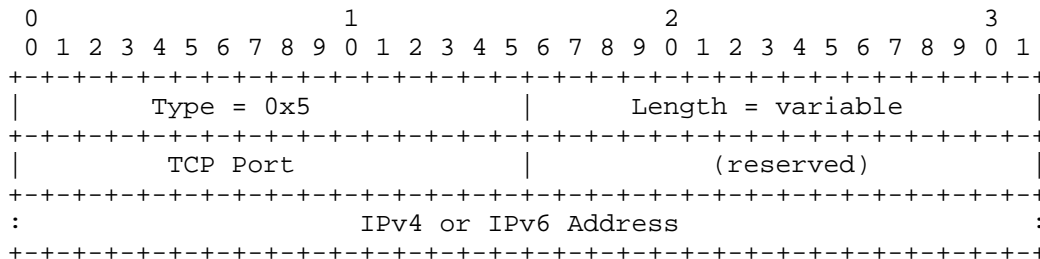 0                   1                   2                   3
 0 1 2 3 4 5 6 7 8 9 0 1 2 3 4 5 6 7 8 9 0 1 2 3 4 5 6 7 8 9 0 1
+-+-+-+-+-+-+-+-+-+-+-+-+-+-+-+-+-+-+-+-+-+-+-+-+-+-+-+-+-+-+-+-+
|        Type = 0x5              |      Length = variable        |
+-+-+-+-+-+-+-+-+-+-+-+-+-+-+-+-+-+-+-+-+-+-+-+-+-+-+-+-+-+-+-+-+
|         TCP Port               |           (reserved)          |
+-+-+-+-+-+-+-+-+-+-+-+-+-+-+-+-+-+-+-+-+-+-+-+-+-+-+-+-+-+-+-+-+
:                     IPv4 or IPv6 Address                      :
+-+-+-+-+-+-+-+-+-+-+-+-+-+-+-+-+-+-+-+-+-+-+-+-+-+-+-+-+-+-+-+-+